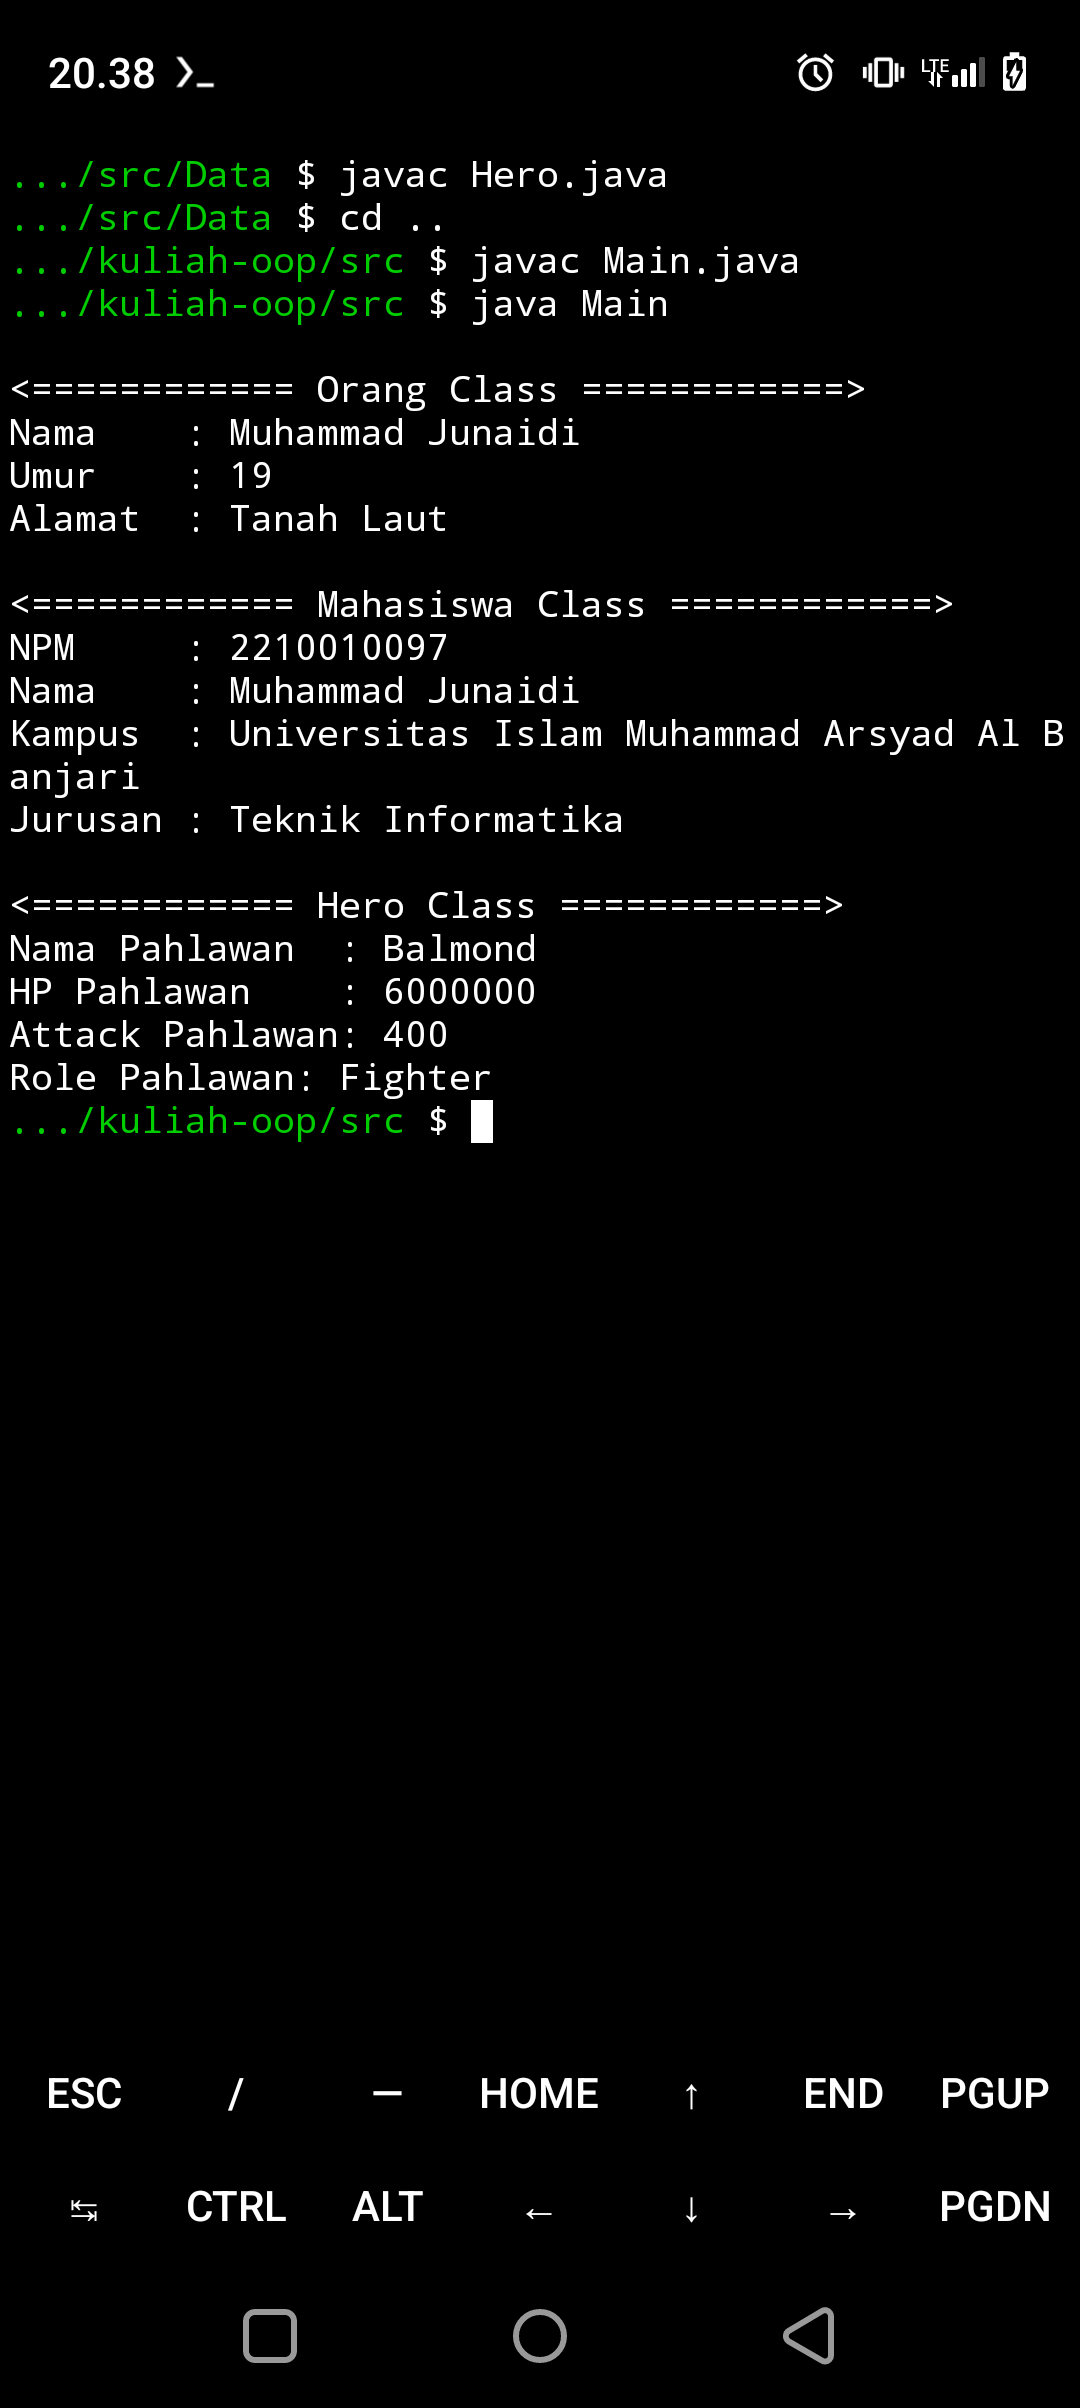 20.38
LTE
.../src/Data $ javac Hero.java
.../src/Data $ cd ..
.../kuliah-oop/src $ javac Main.java
.../kuliah-oop/src $ java Main
<============ Orang Class ============>
Nama    : Muhammad Junaidi
Umur    : 19
Alamat  : Tanah Laut
<============ Mahasiswa Class ============>
NPM     : 2210010097
Nama    : Muhammad Junaidi
Kampus  : Universitas Islam Muhammad Arsyad Al B
anjari
Jurusan : Teknik Informatika
<============ Hero Class ============>
Nama Pahlawan  : Balmond
HP Pahlawan    : 6000000
Attack Pahlawan: 400
Role Pahlawan: Fighter
.../kuliah-oop/src $
ESC / — HOME ↑ END PGUP
↹ CTRL ALT ← ↓ → PGDN